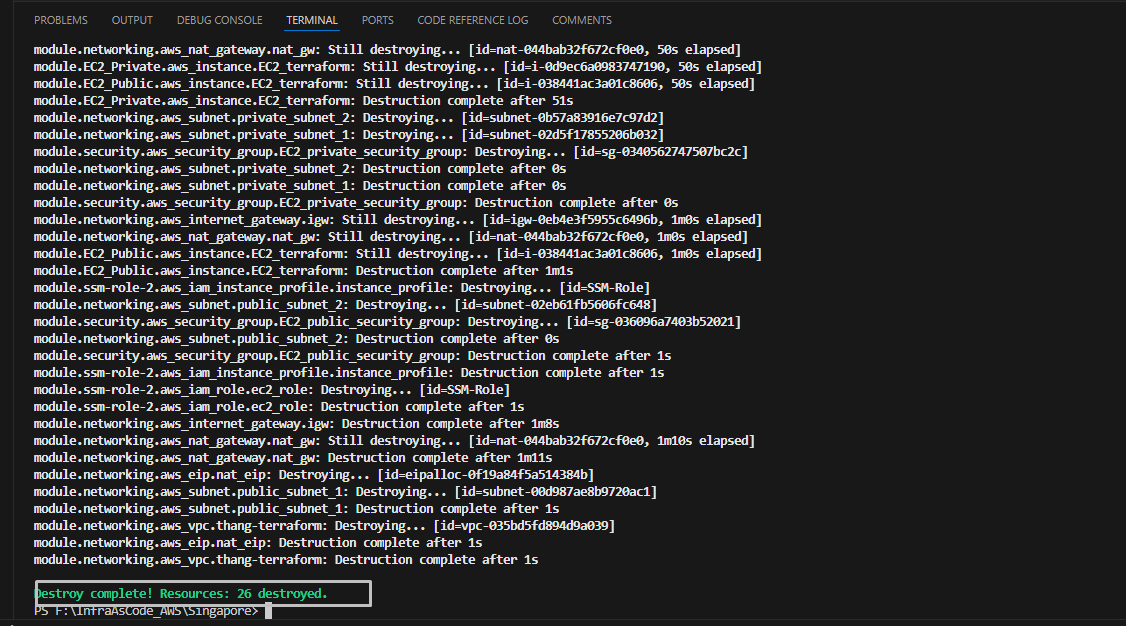 PROBLEMS OUTPUT DEBUG CONSOLE TERMINAL PORTS CODE REFERENCE LOG COMMENTS
module.networking.aws_nat_gateway.nat_gw: Still destroying... [id=nat-044bab32f672cf0e0, 50s elapsed]
module.EC2_Private.aws_instance.EC2_terraform: Still destroying... [id=i-0d9ec6a0983747190, 50s elapsed]
module.EC2_Public.aws_instance.EC2_terraform: Still destroying... [id=i-038441ac3a01c8606, 50s elapsed]
module.EC2_Private.aws_instance.EC2_terraform: Destruction complete after 51s
module.networking.aws_subnet.private_subnet_2: Destroying... [id=subnet-0b57a83916e7c97d2]
module.networking.aws_subnet.private_subnet_1: Destroying... [id=subnet-02d5f17855206b032]
module.security.aws_security_group.EC2_private_security_group: Destroying... [id=sg-0340562747507bc2c]
module.networking.aws_subnet.private_subnet_2: Destruction complete after 0s
module.networking.aws_subnet.private_subnet_1: Destruction complete after 0s
module.security.aws_security_group.EC2_private_security_group: Destruction complete after 0s
module.networking.aws_internet_gateway.igw: Still destroying... [id=igw-0eb4e3f5955c6496b, 1m0s elapsed]
module.networking.aws_nat_gateway.nat_gw: Still destroying... [id=nat-044bab32f672cf0e0, 1m0s elapsed]
module.EC2_Public.aws_instance.EC2_terraform: Still destroying... [id=i-038441ac3a01c8606, 1m0s elapsed]
module.EC2_Public.aws_instance.EC2_terraform: Destruction complete after 1m1s
module.ssm-role-2.aws_iam_instance_profile.instance_profile: Destroying... [id=SSM-Role]
module.networking.aws_subnet.public_subnet_2: Destroying... [id=subnet-02eb61fb5606fc648]
module.security.aws_security_group.EC2_public_security_group: Destroying... [id=sg-036096a7403b52021]
module.networking.aws_subnet.public_subnet_2: Destruction complete after 0s
module.security.aws_security_group.EC2_public_security_group: Destruction complete after 1s
module.ssm-role-2.aws_iam_instance_profile.instance_profile: Destruction complete after 1s
module.ssm-role-2.aws_iam_role.ec2_role: Destroying... [id=SSM-Role]
module.ssm-role-2.aws_iam_role.ec2_role: Destruction complete after 1s
module.networking.aws_internet_gateway.igw: Destruction complete after 1m8s
module.networking.aws_nat_gateway.nat_gw: Still destroying... [id=nat-044bab32f672cf0e0, 1m10s elapsed]
module.networking.aws_nat_gateway.nat_gw: Destruction complete after 1m11s
module.networking.aws_eip.nat_eip: Destroying... [id=eipalloc-0f19a84f5a514384b]
module.networking.aws_subnet.public_subnet_1: Destroying... [id=subnet-00d987ae8b9720ac1]
module.networking.aws_subnet.public_subnet_1: Destruction complete after 1s
module.networking.aws_vpc.thang-terraform: Destroying... [id=vpc-035bd5fd894d9a039]
module.networking.aws_eip.nat_eip: Destruction complete after 1s
module.networking.aws_vpc.thang-terraform: Destruction complete after 1s
Destroy complete! Resources: 26 destroyed.
PS F:\InfraAsCode_AWS\Singapore>